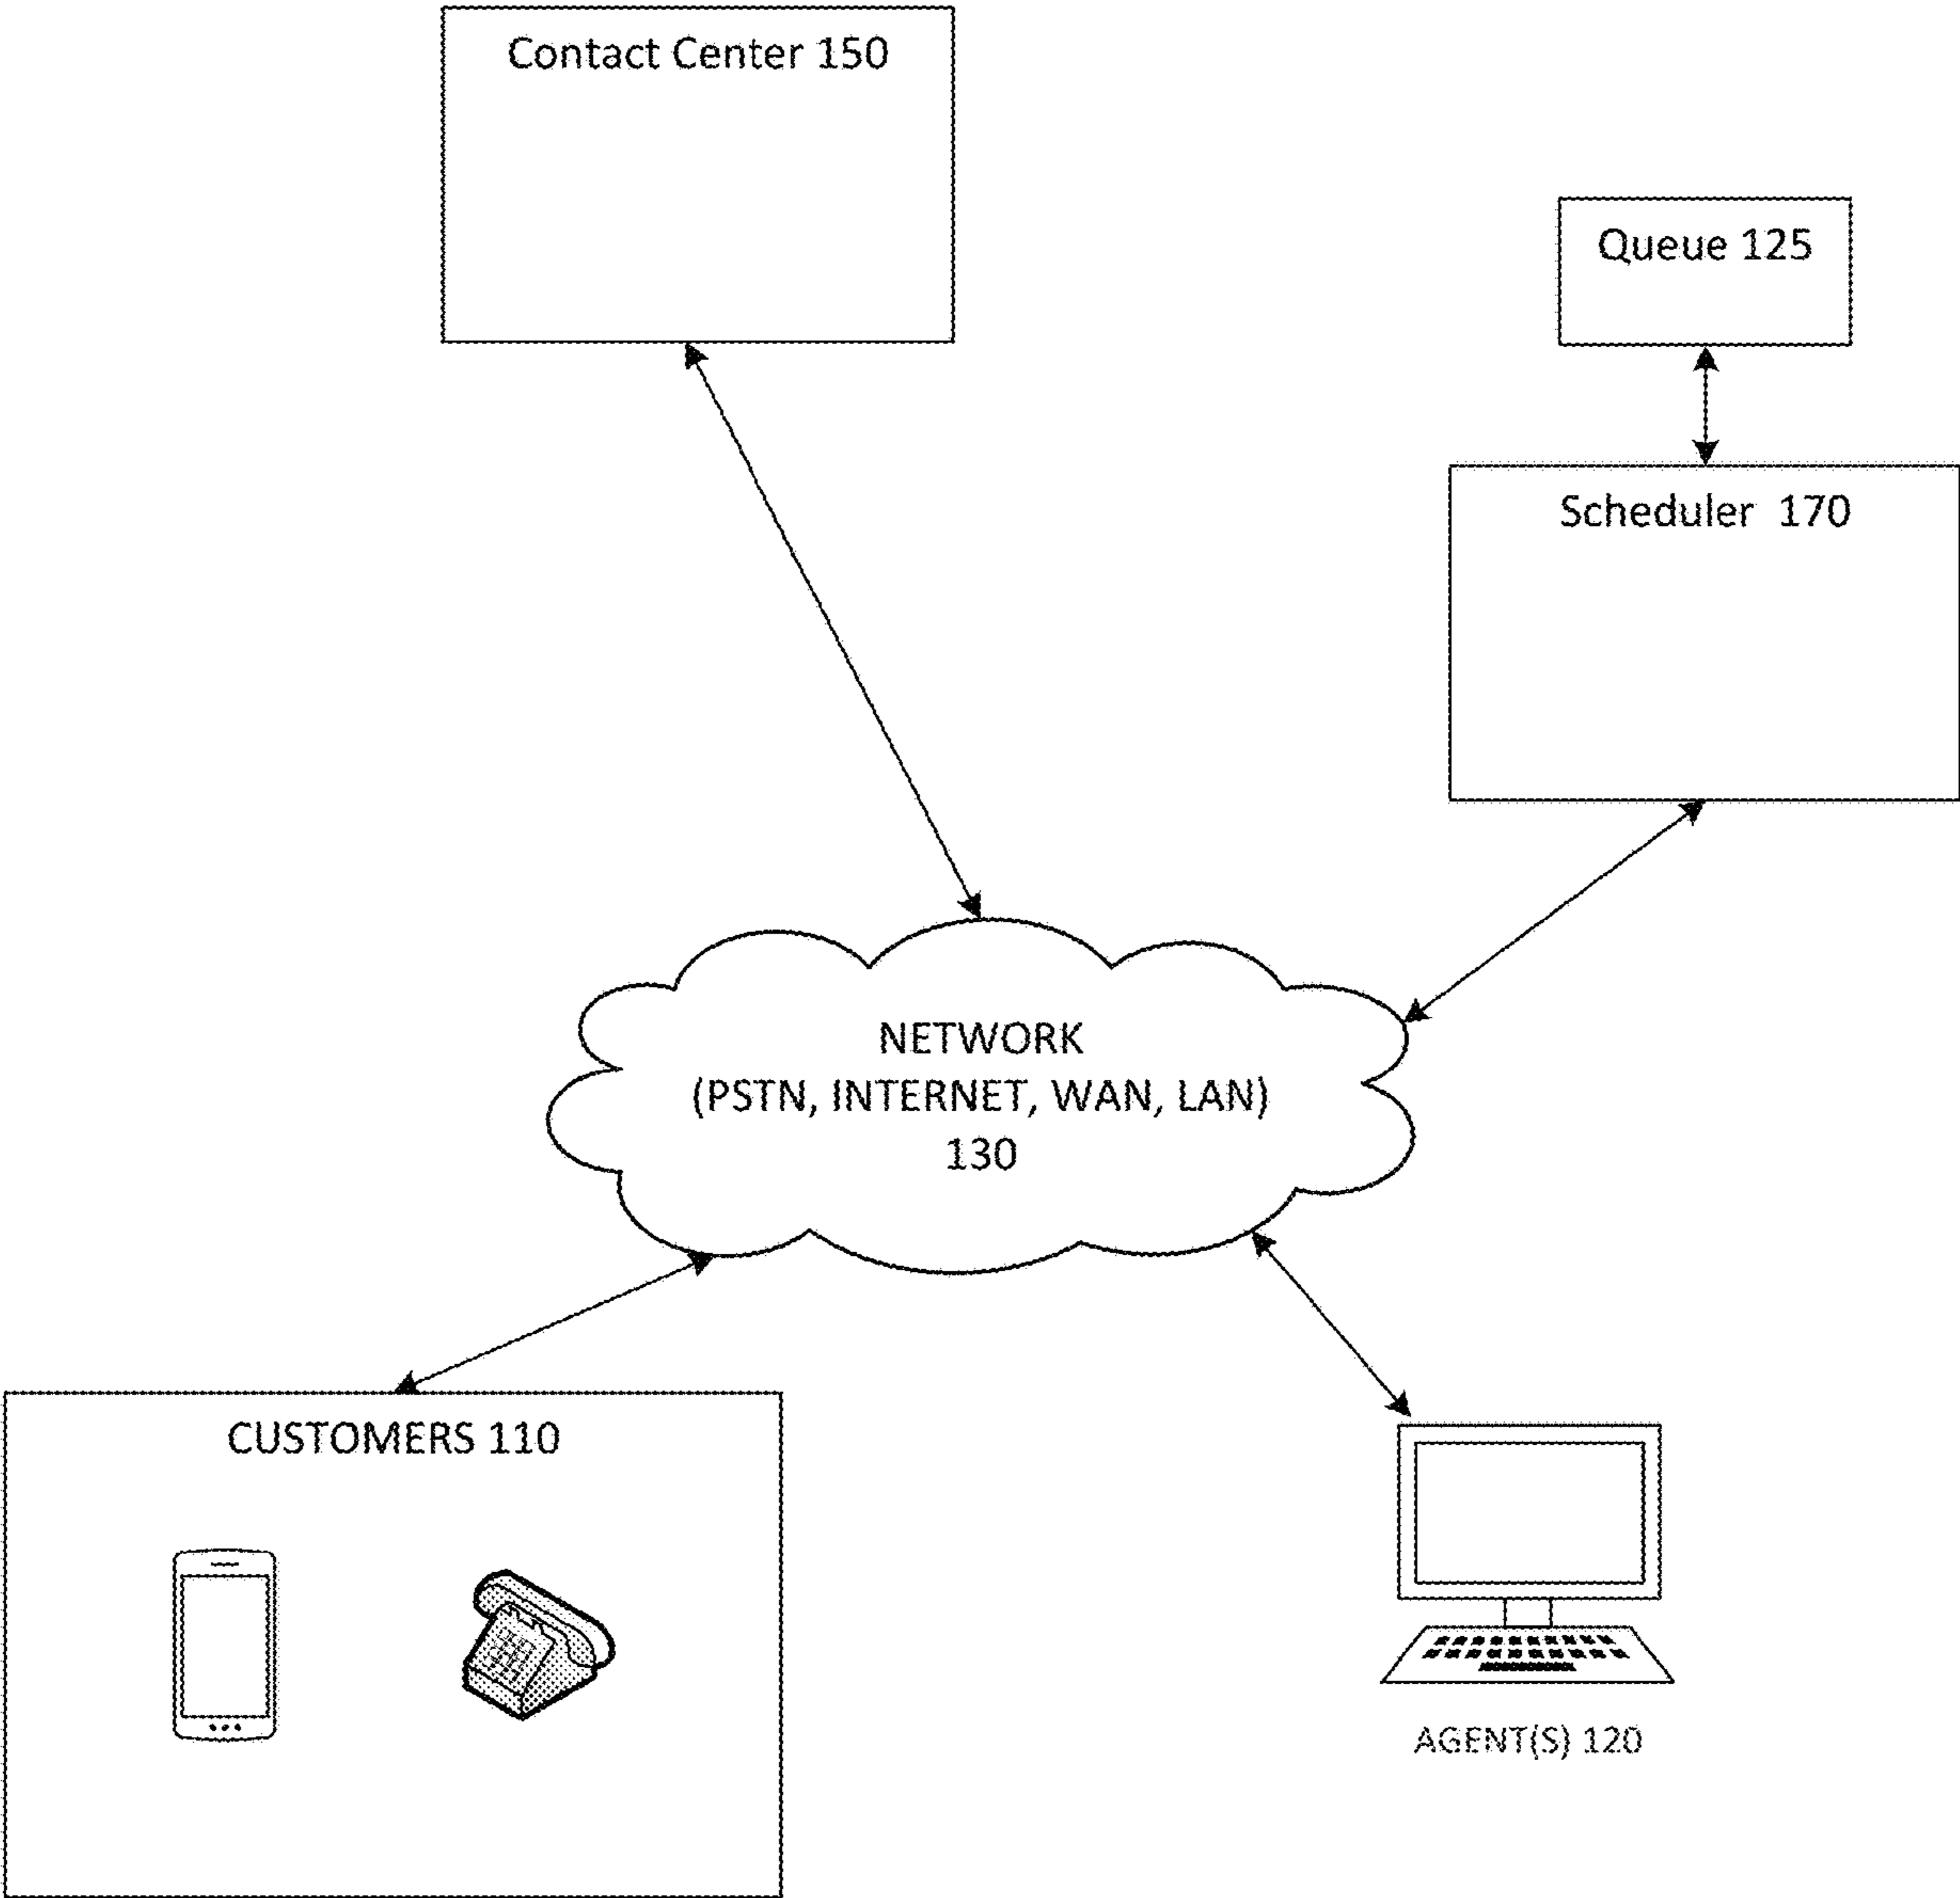 Contact Center 150
Queue 125
Scheduler 170
NETWORK
(PSTN, INTERNET, WAN, LAN)
130
CUSTOMERS 110
AGENT(S) 120